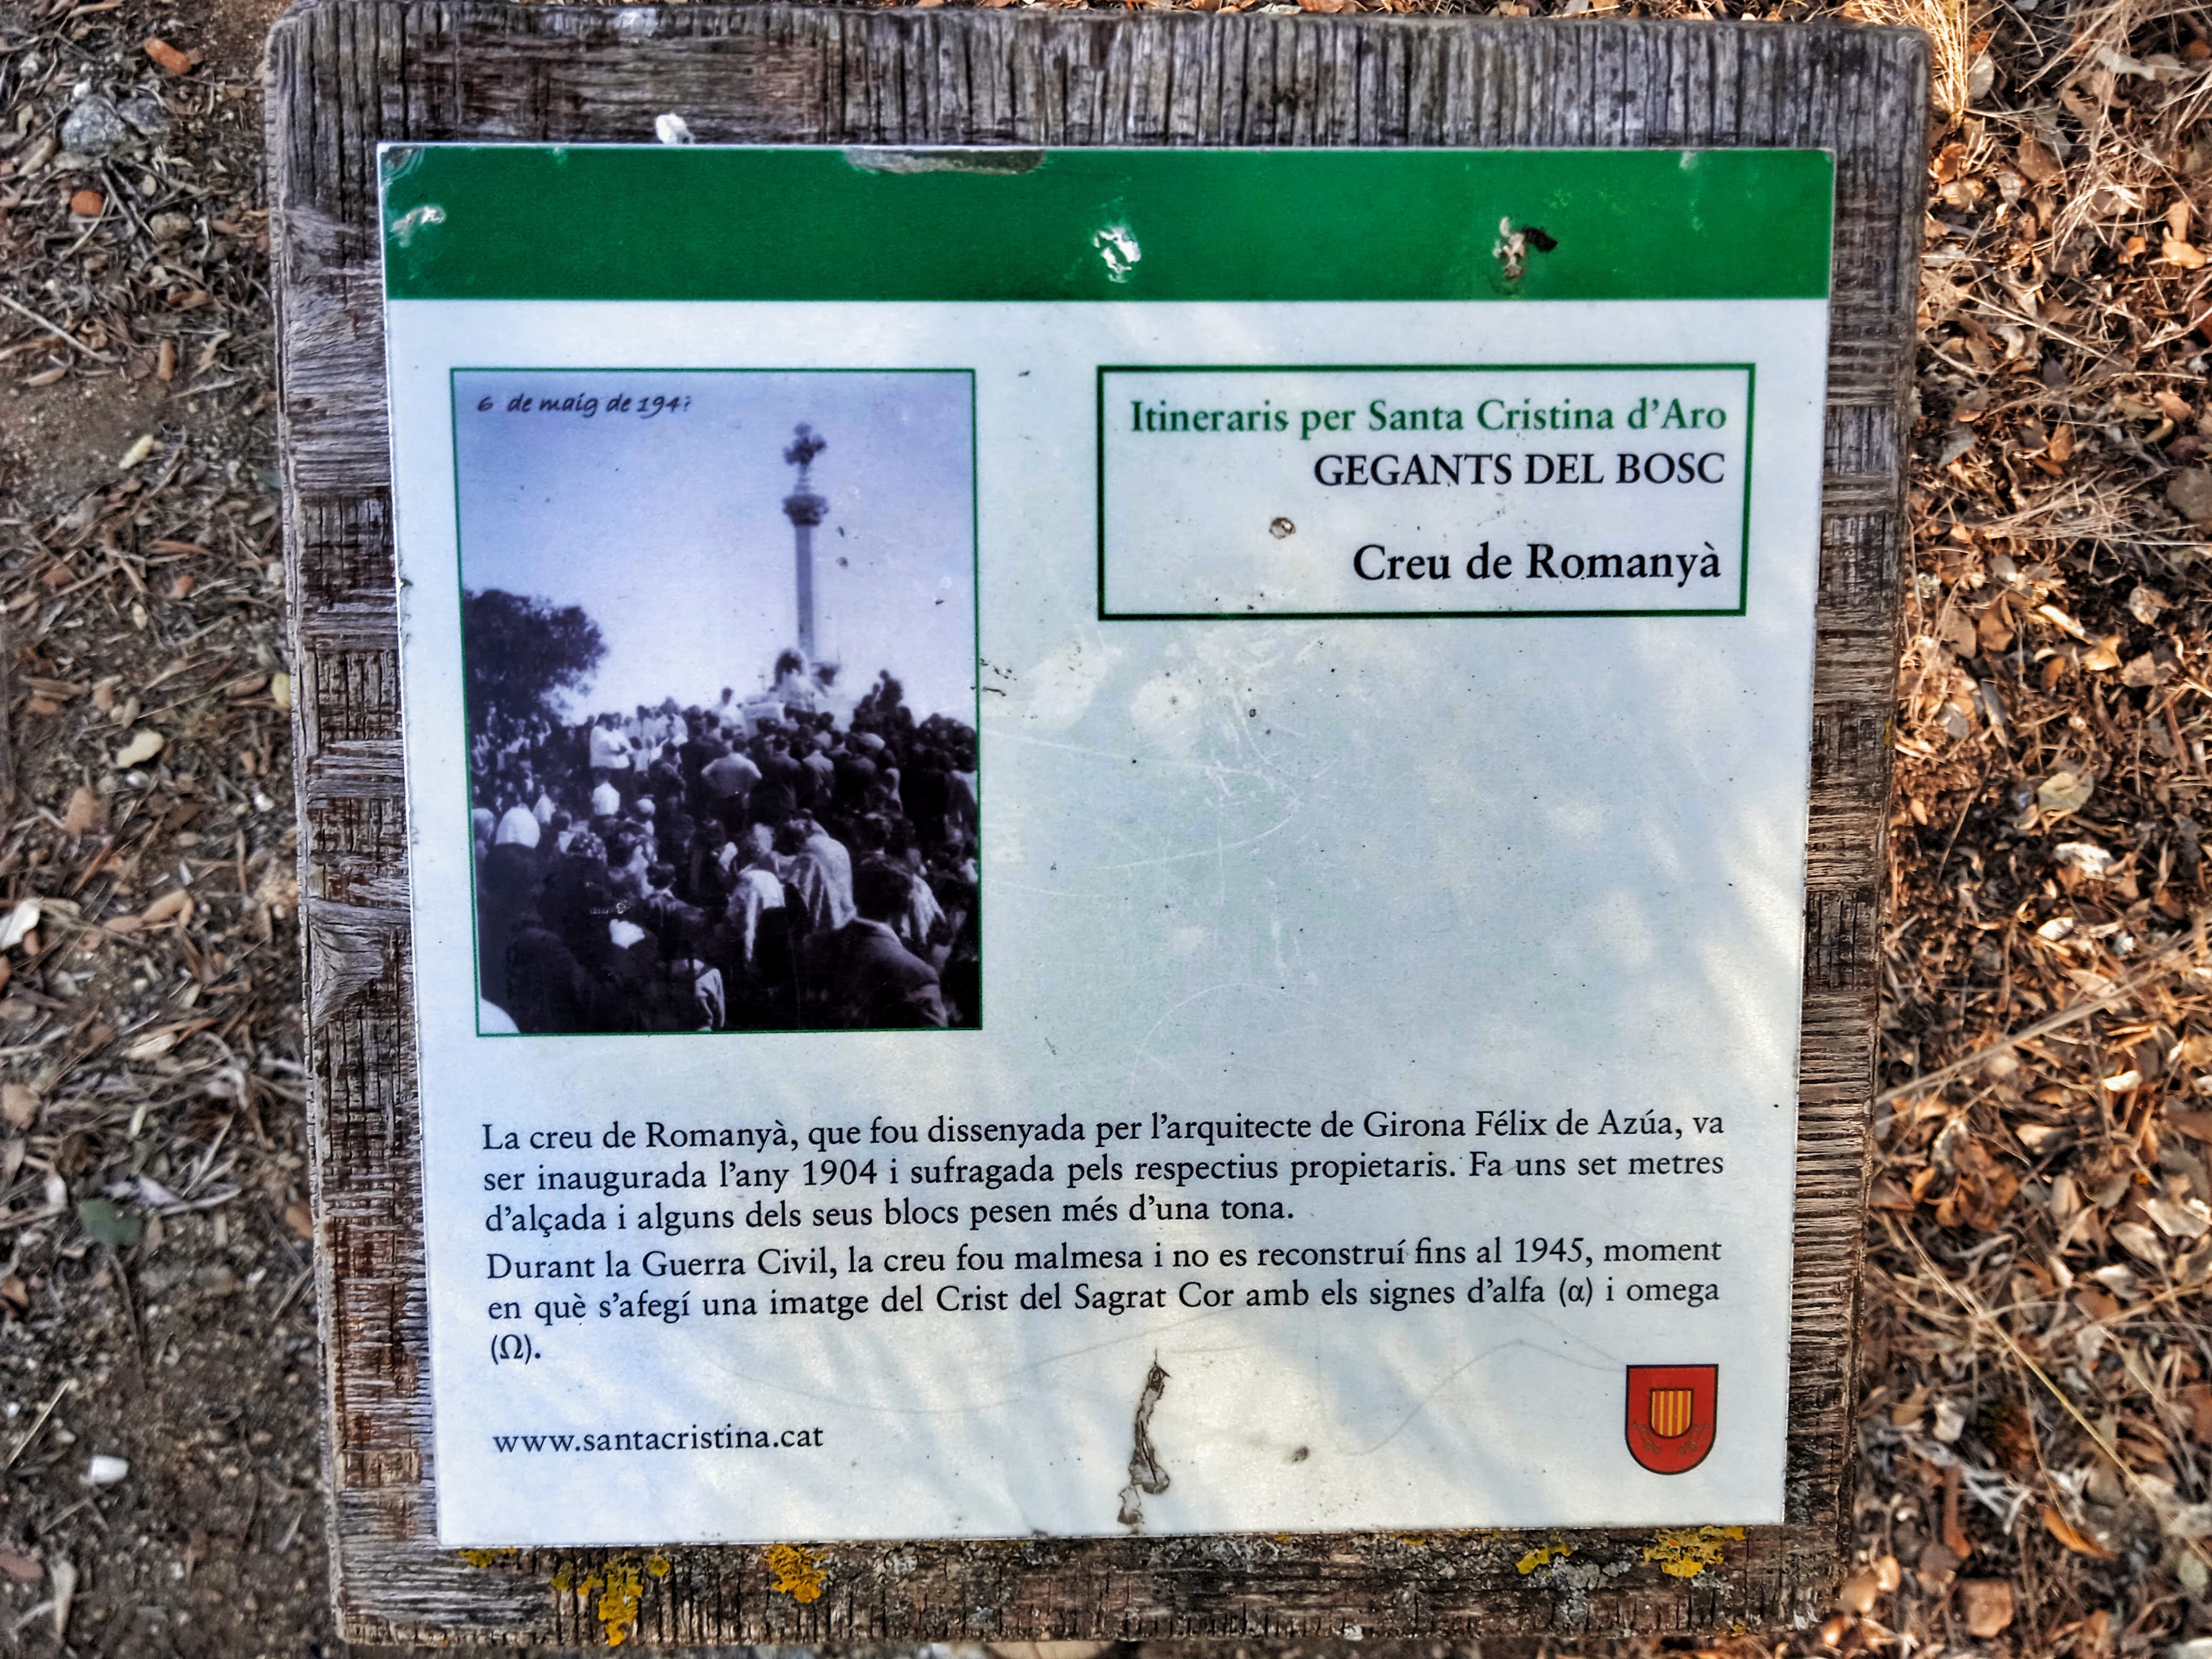 6 de maig de 194?
Itineraris per Santa Cristina d'Aro
GEGANTS DEL BOSC
Creu de Romanyà
La creu de Romanyà, que fou dissenyada per l'arquitecte de Girona Félix de Azúa, va
ser inaugurada l'any 1904 i sufragada pels respectius propietaris. Fa uns set metres
d'alçada i alguns dels seus blocs pesen més d'una tona.
Durant la Guerra Civil, la creu fou malmesa i no es reconstruí fins al 1945, moment
en què s'afegí una imatge del Crist del Sagrat Cor amb els signes d'alfa (α) i omega
(Ω).
www.santacristina.cat